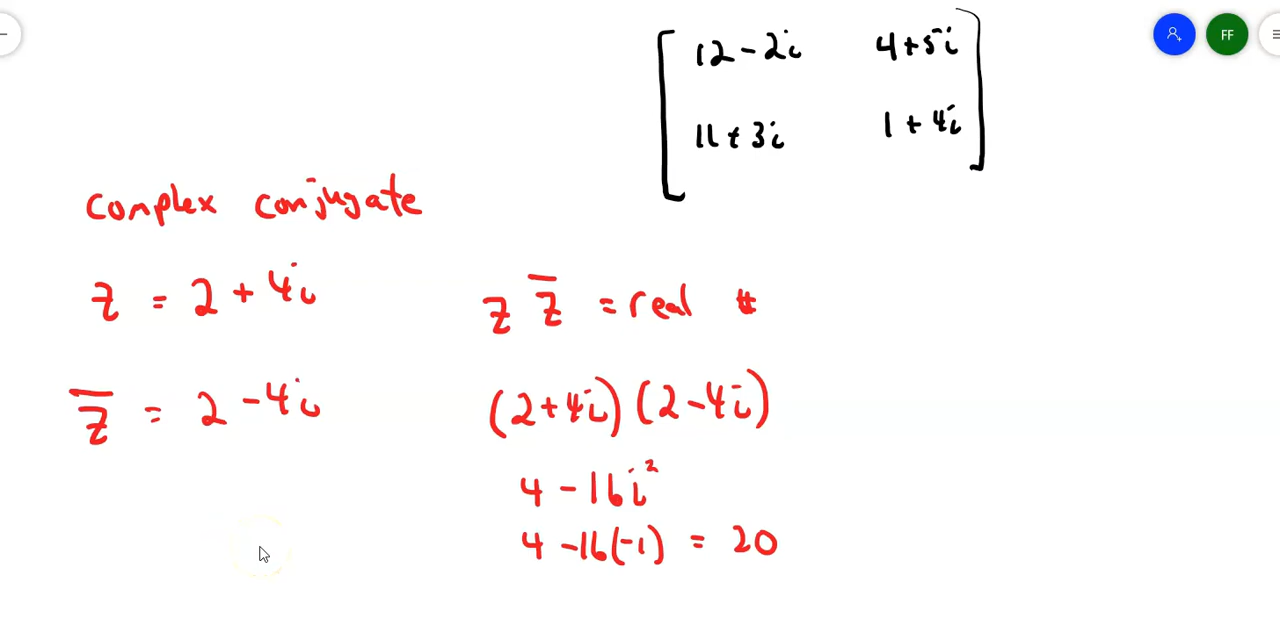 FF
12 - 2i 4 + 5i
11 + 3i 1 + 4i
complex conjugate
z = 2 + 4i
z z̅ = real #
z̅ = 2 - 4i
(2 + 4i) (2 - 4i)
4 - 16i²
4 - 16(-1) = 20